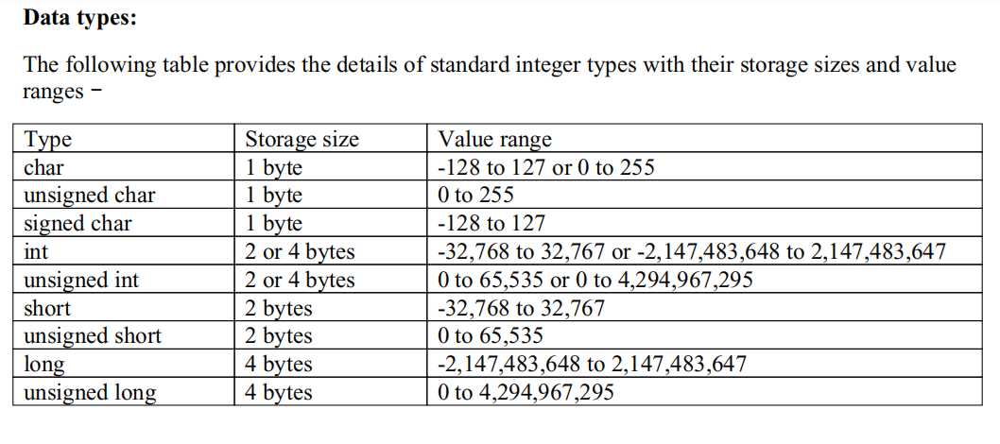 Data types:
The following table provides the details of standard integer types with their storage sizes and value
ranges −
Type Storage size Value range
char 1 byte -128 to 127 or 0 to 255
unsigned char 1 byte 0 to 255
signed char 1 byte -128 to 127
int 2 or 4 bytes -32,768 to 32,767 or -2,147,483,648 to 2,147,483,647
unsigned int 2 or 4 bytes 0 to 65,535 or 0 to 4,294,967,295
short 2 bytes -32,768 to 32,767
unsigned short 2 bytes 0 to 65,535
long 4 bytes -2,147,483,648 to 2,147,483,647
unsigned long 4 bytes 0 to 4,294,967,295